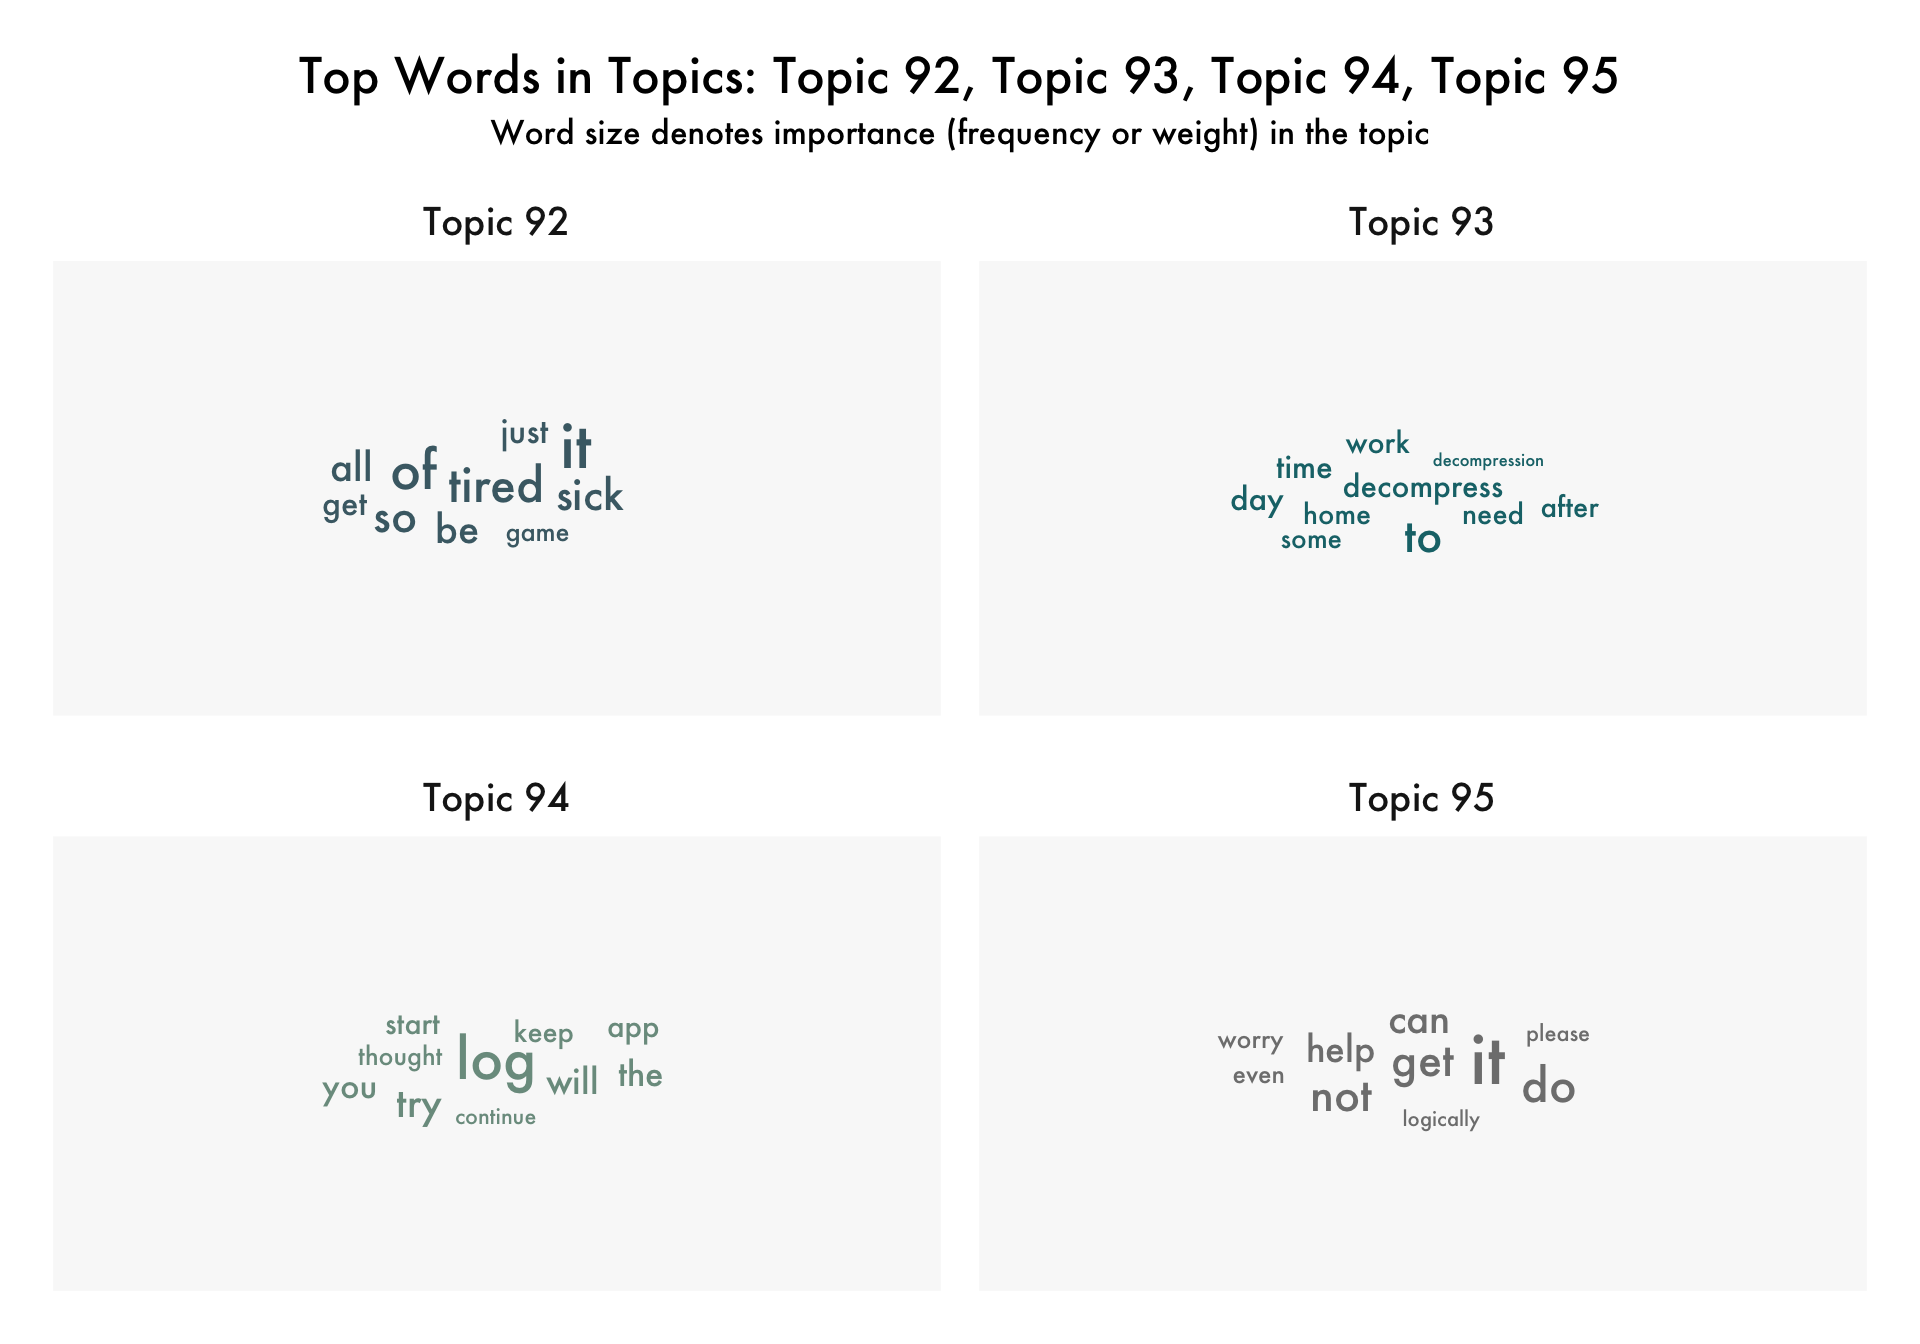 Top Words in Topics: Topic 92, Topic 93, Topic 94, Topic 95
Word size denotes importance (frequency or weight) in the topic
Topic 92
just it
all of tired sick
get so be game
Topic 93
work decompression
time decompress
day home need after
some to
Topic 94
start keep app
thought log will the
you try continue
Topic 95
can please
worry help get it
even not do
logically